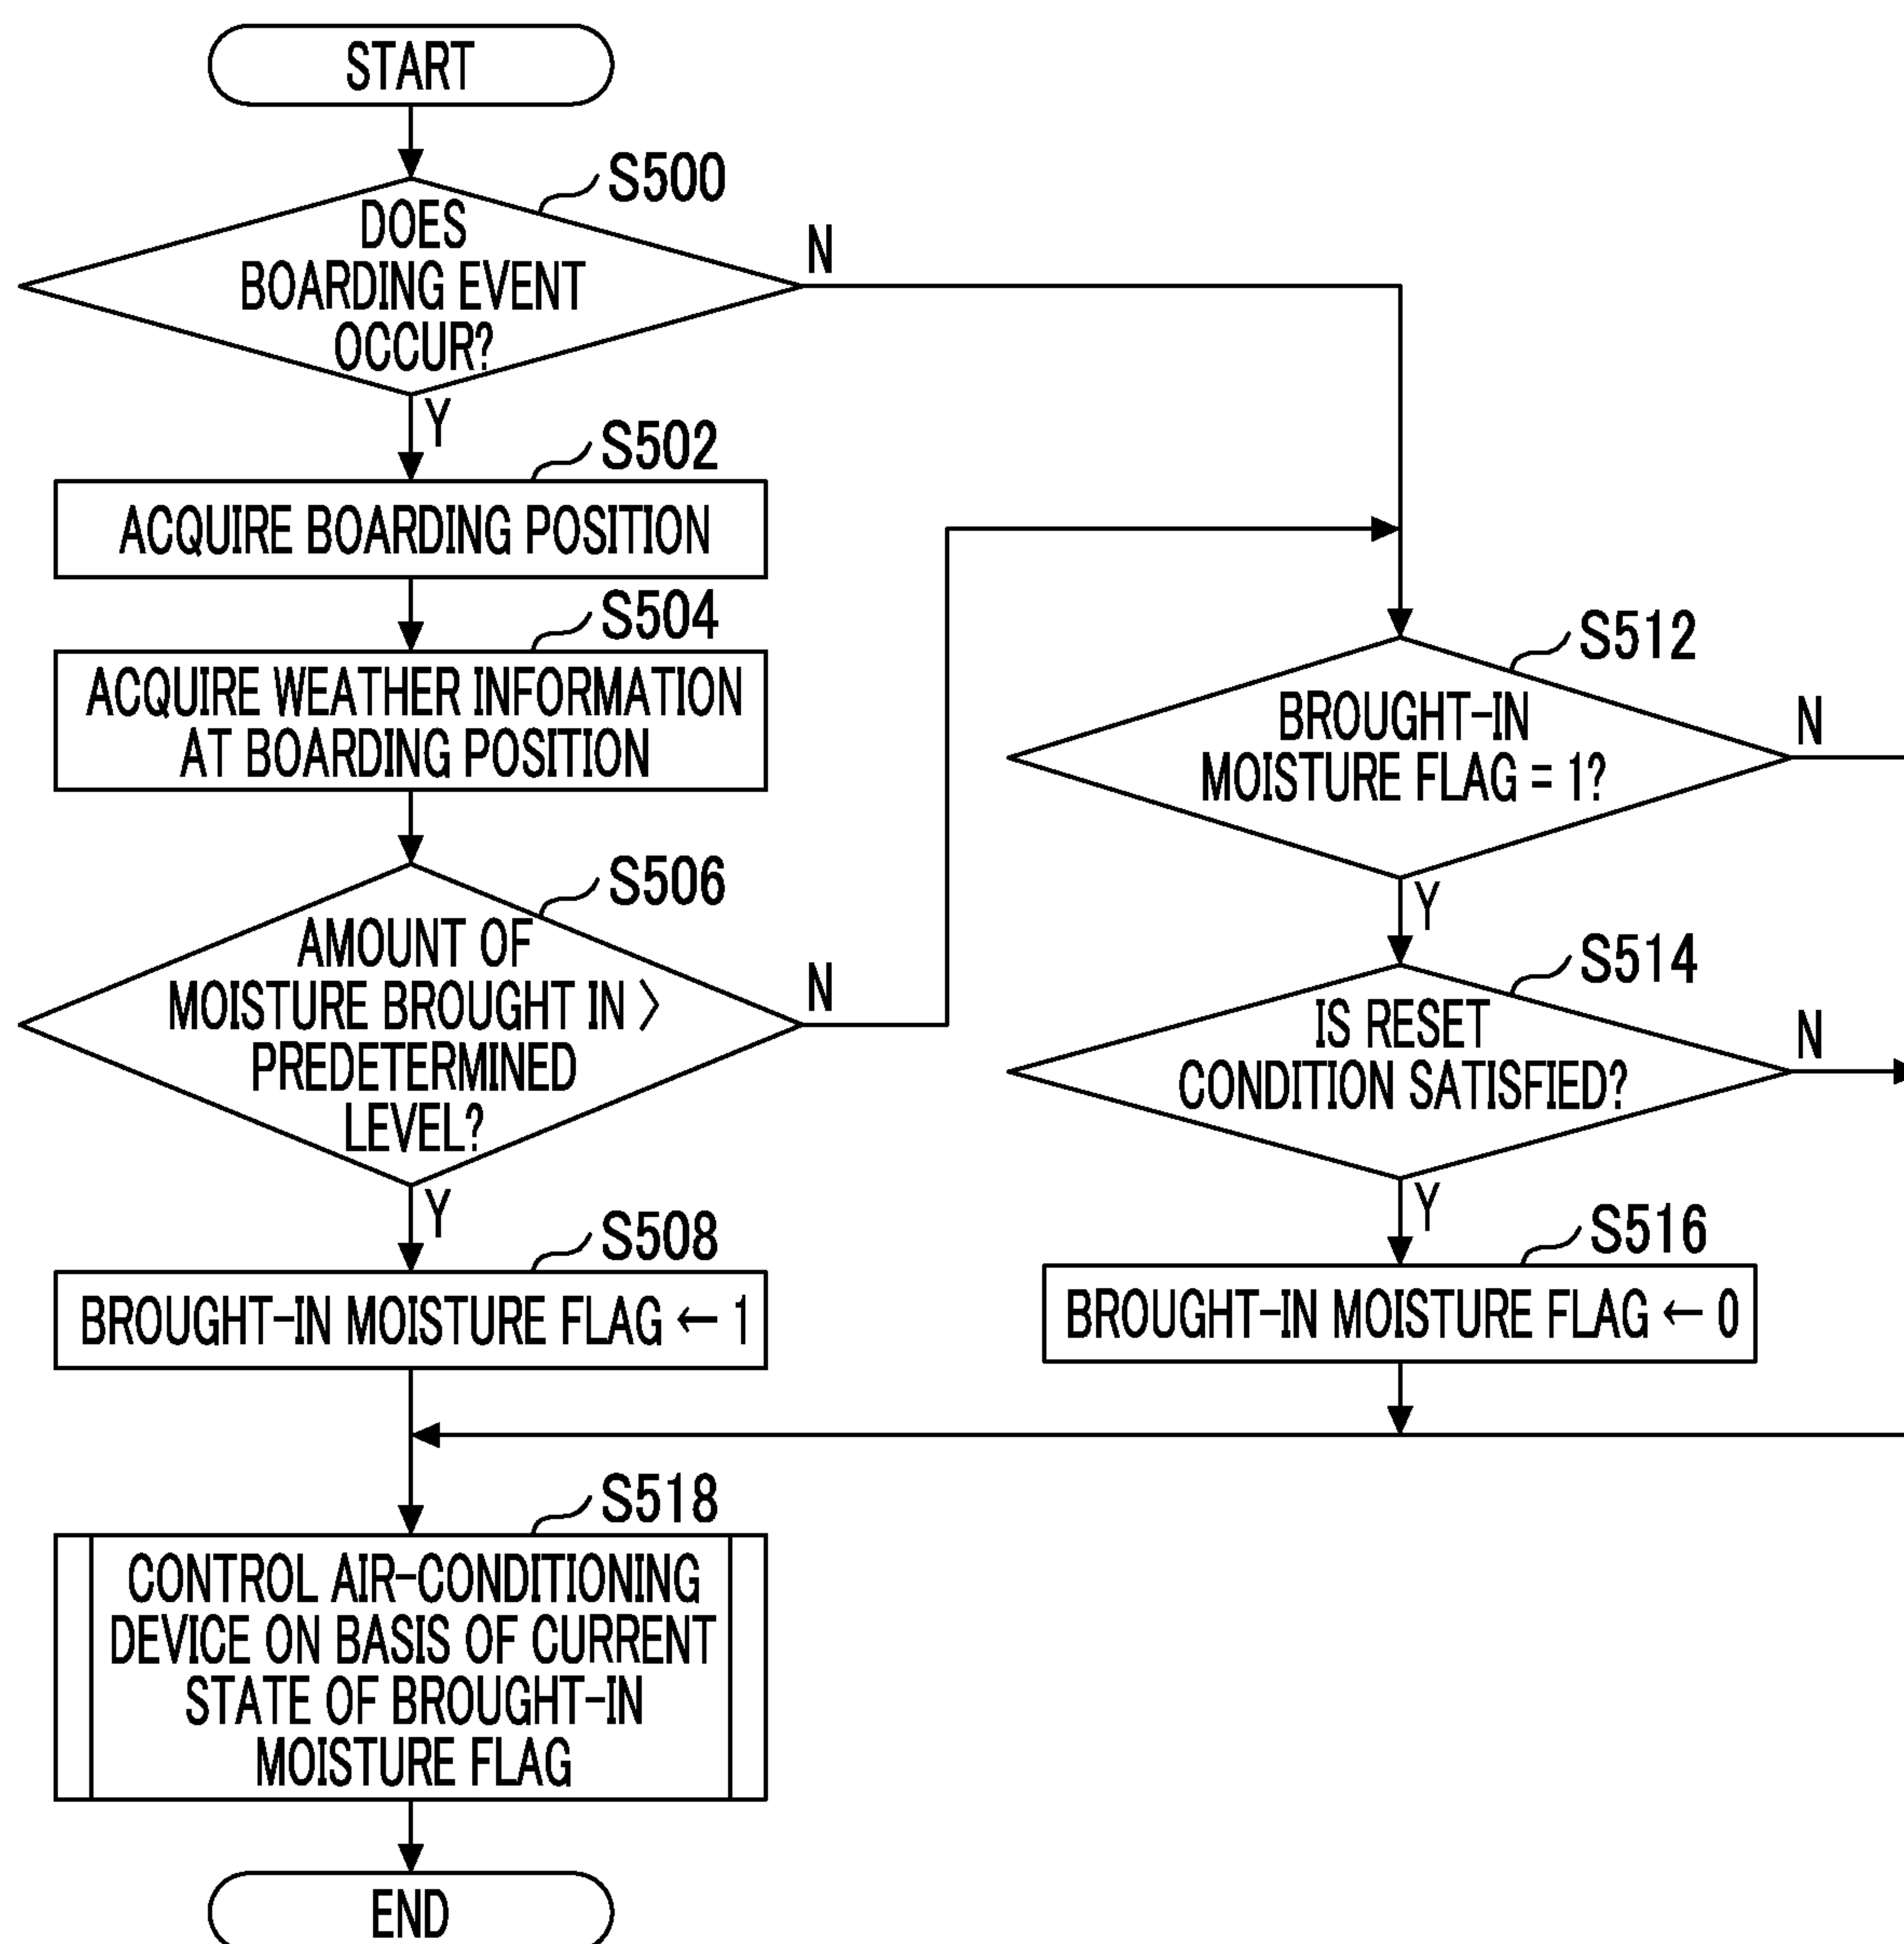 START
S500
DOES
BOARDING EVENT
OCCUR?
N
Y
S502
ACQUIRE BOARDING POSITION
S504
ACQUIRE WEATHER INFORMATION
AT BOARDING POSITION
S506
AMOUNT OF
MOISTURE BROUGHT IN >
PREDETERMINED
LEVEL?
N
Y
S508
BROUGHT-IN MOISTURE FLAG ← 1
S512
BROUGHT-IN
MOISTURE FLAG = 1?
N
Y
S514
IS RESET
CONDITION SATISFIED?
N
Y
S516
BROUGHT-IN MOISTURE FLAG ← 0
S518
CONTROL AIR-CONDITIONING
DEVICE ON BASIS OF CURRENT
STATE OF BROUGHT-IN
MOISTURE FLAG
END